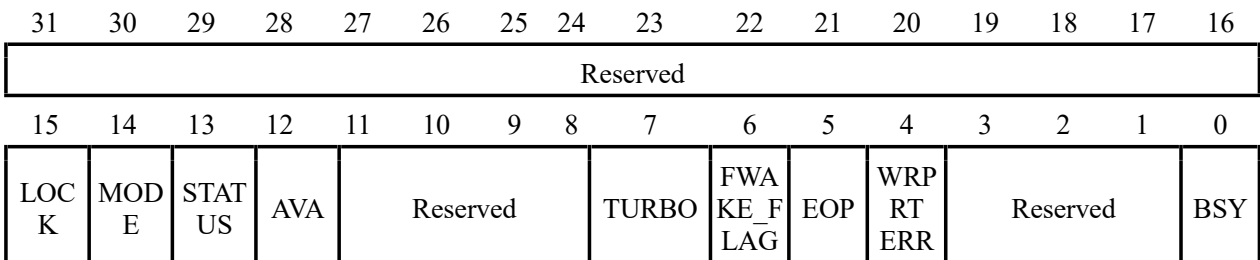 31 30 29 28 27 26 25 24 23 22 21 20 19 18 17 16
Reserved
15 14 13 12 11 10 9 8 7 6 5 4 3 2 1 0
LOC
K
MOD
E
STAT
US
AVA
Reserved
TURBO
FWA
KE_F
LAG
EOP
WRP
RT
ERR
Reserved
BSY